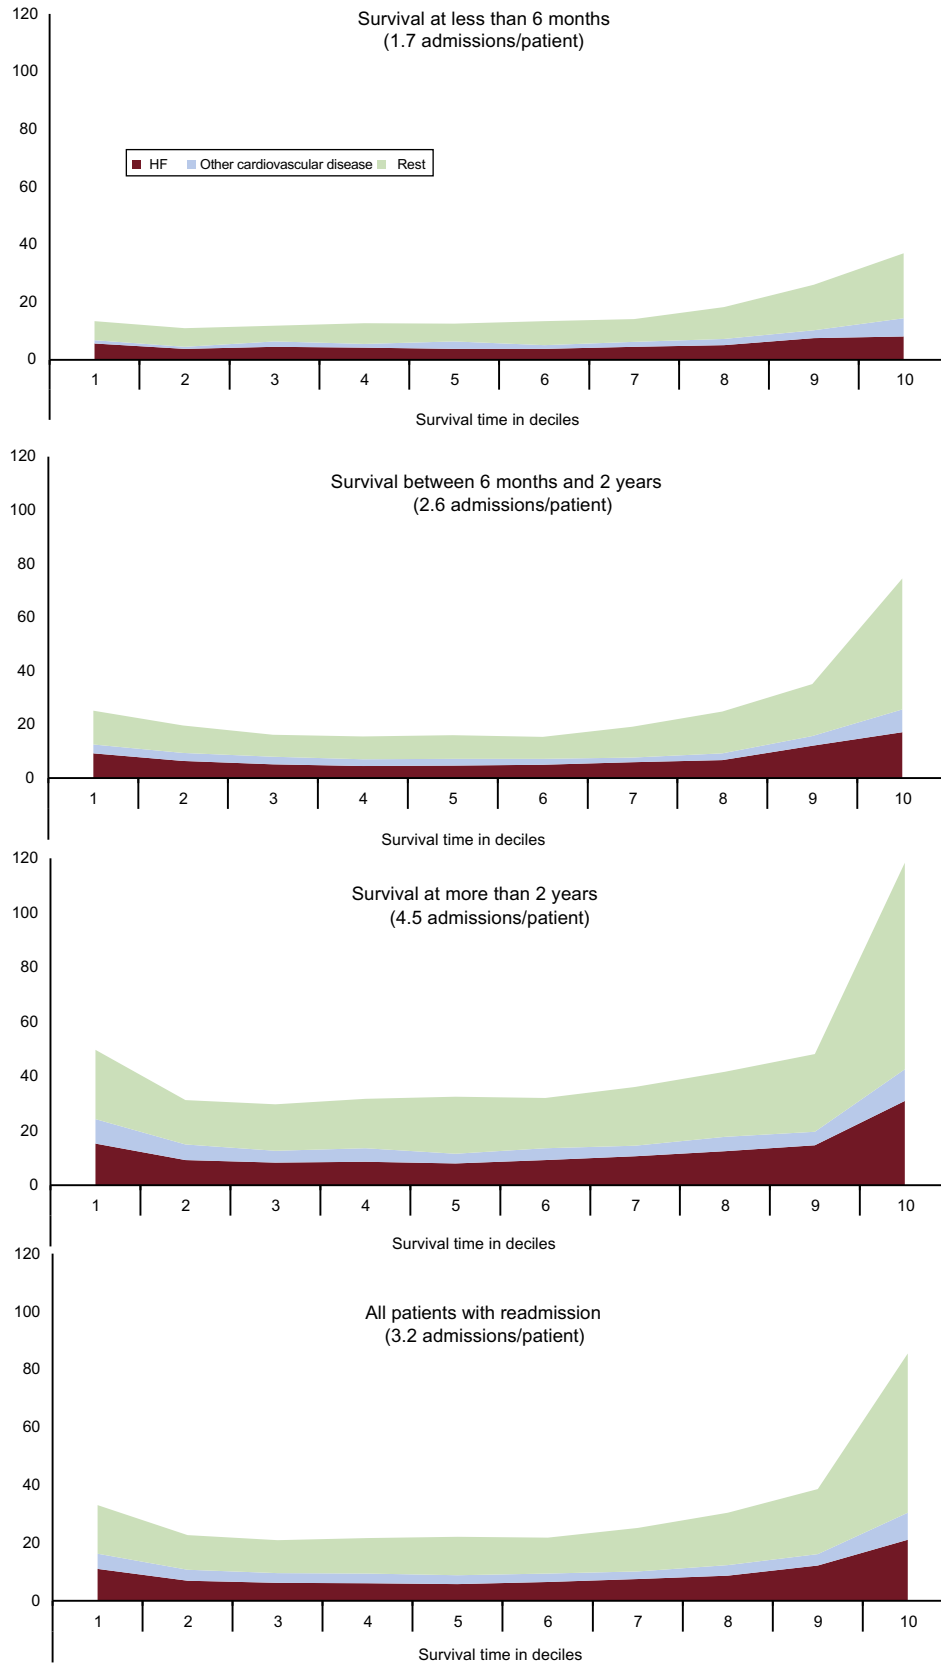 120
Survival at less than 6 months
(1.7 admissions/patient)
100
80
HF Other cardiovascular disease Rest
60
40
20
0
1 2 3 4 5 6 7 8 9 10
Survival time in deciles
120
Survival between 6 months and 2 years
(2.6 admissions/patient)
100
80
60
40
20
0
1 2 3 4 5 6 7 8 9 10
Survival time in deciles
120
Survival at more than 2 years
(4.5 admissions/patient)
100
80
60
40
20
0
1 2 3 4 5 6 7 8 9 10
Survival time in deciles
120
All patients with readmission
(3.2 admissions/patient)
100
80
60
40
20
0
1 2 3 4 5 6 7 8 9 10
Survival time in deciles